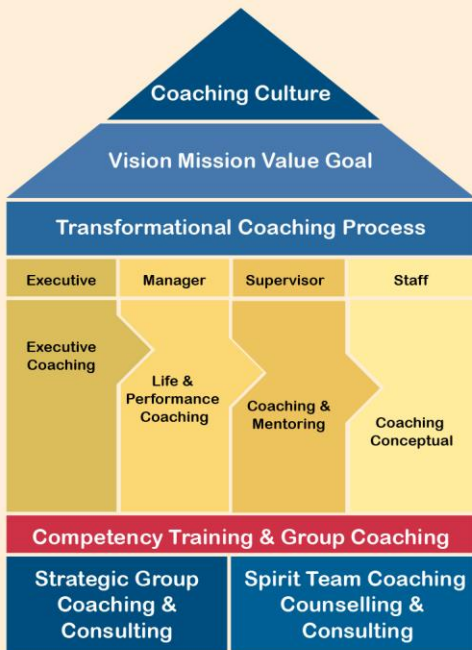 Coaching Culture
Vision Mission Value Goal
Transformational Coaching Process
Executive
Manager
Supervisor
Staff
Executive
Coaching
Life &
Performance
Coaching
Coaching &
Mentoring
Coaching
Conceptual
Competency Training & Group Coaching
Strategic Group
Coaching &
Consulting
Spirit Team Coaching
Counselling &
Consulting